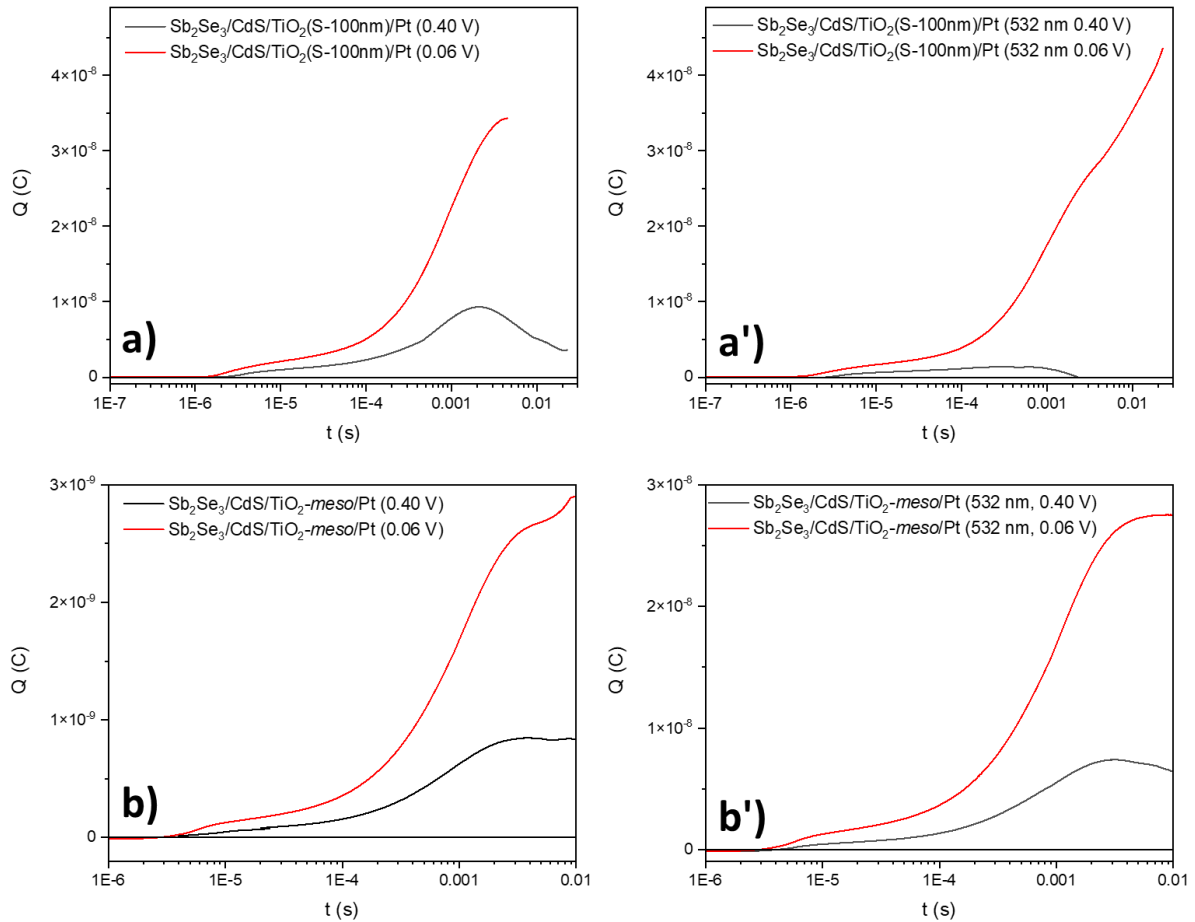 Sb₂Se₃/CdS/TiO₂(S-100nm)/Pt (0.40 V)
Sb₂Se₃/CdS/TiO₂(S-100nm)/Pt (0.06 V)
4×10⁻⁸
3×10⁻⁸
2×10⁻⁸
1×10⁻⁸
0
Q (C)
a)
1E-7 1E-6 1E-5 1E-4 0.001 0.01
t (s)
Sb₂Se₃/CdS/TiO₂(S-100nm)/Pt (532 nm 0.40 V)
Sb₂Se₃/CdS/TiO₂(S-100nm)/Pt (532 nm 0.06 V)
4×10⁻⁸
3×10⁻⁸
2×10⁻⁸
1×10⁻⁸
0
Q (C)
a')
1E-7 1E-6 1E-5 1E-4 0.001 0.01
t (s)
Sb₂Se₃/CdS/TiO₂-meso/Pt (0.40 V)
Sb₂Se₃/CdS/TiO₂-meso/Pt (0.06 V)
3×10⁻⁹
2×10⁻⁹
1×10⁻⁹
0
Q (C)
b)
1E-6 1E-5 1E-4 0.001 0.01
t (s)
Sb₂Se₃/CdS/TiO₂-meso/Pt (532 nm, 0.40 V)
Sb₂Se₃/CdS/TiO₂-meso/Pt (532 nm, 0.06 V)
3×10⁻⁸
2×10⁻⁸
1×10⁻⁸
0
Q (C)
b')
1E-6 1E-5 1E-4 0.001 0.01
t (s)